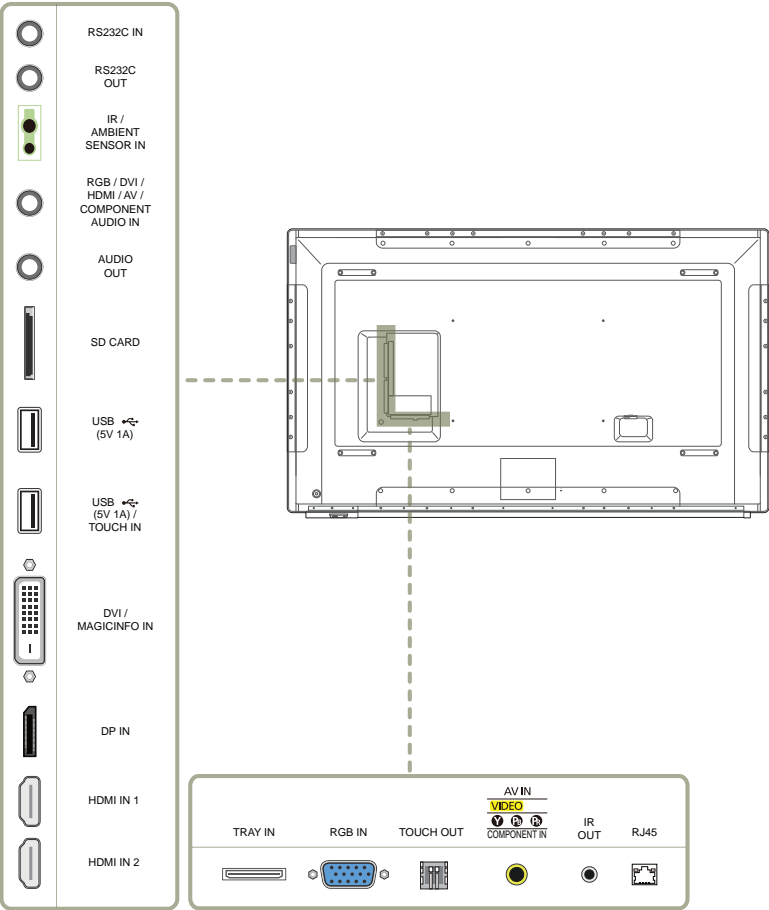 RS232C IN
RS232C
OUT
IR /
AMBIENT
SENSOR IN
RGB / DVI /
HDMI / AV /
COMPONENT
AUDIO IN
AUDIO
OUT
SD CARD
USB
(5V 1A)
USB
(5V 1A) /
TOUCH IN
DVI /
MAGICINFO IN
DP IN
HDMI IN 1
HDMI IN 2
TRAY IN
RGB IN
TOUCH OUT
AV IN
VIDEO
Y PB PR
COMPONENT IN
IR
OUT
RJ45